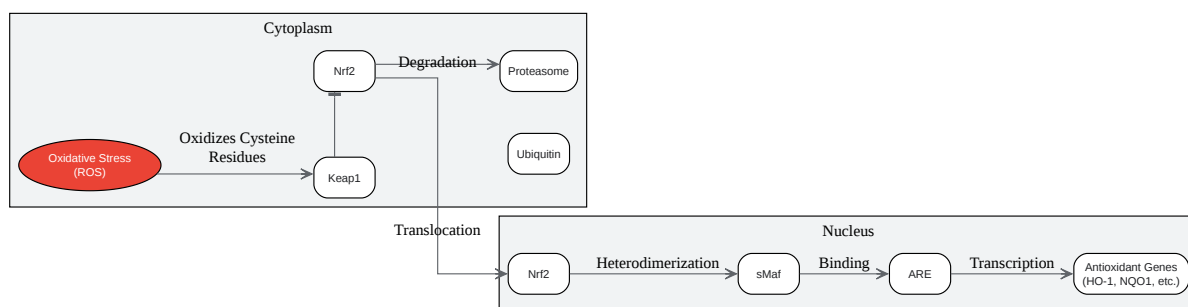 Cytoplasm
Nrf2
Degradation
Proteasome
Oxidative Stress
(ROS)
Oxidizes Cysteine
Residues
Keap1
Ubiquitin
Translocation
Nucleus
Nrf2
Heterodimerization
sMaf
Binding
ARE
Transcription
Antioxidant Genes
(HO-1, NQO1, etc.)